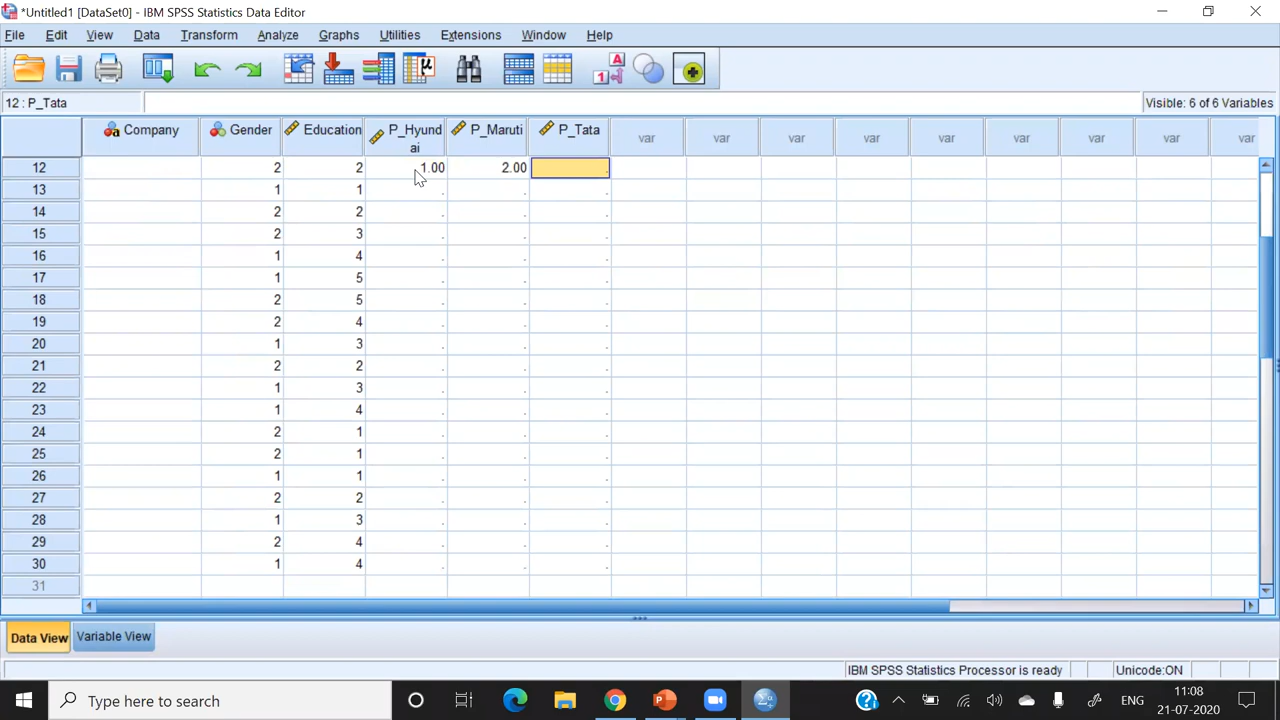 *Untitled1 [DataSet0] - IBM SPSS Statistics Data Editor
File Edit View Data Transform Analyze Graphs Utilities Extensions Window Help
12 : P_Tata Visible: 6 of 6 Variables
Company Gender Education P_Hyund P_Maruti P_Tata var var var var var var var var var
ai
12 2 2 1.00 2.00 .
13 1 1 . . .
14 2 2 . . .
15 2 3 . . .
16 1 4 . . .
17 1 5 . . .
18 2 5 . . .
19 2 4 . . .
20 1 3 . . .
21 2 2 . . .
22 1 3 . . .
23 1 4 . . .
24 2 1 . . .
25 2 1 . . .
26 1 1 . . .
27 2 2 . . .
28 1 3 . . .
29 2 4 . . .
30 1 4 . . .
31
Data View Variable View
IBM SPSS Statistics Processor is ready Unicode:ON
Type here to search ENG 11:08
21-07-2020